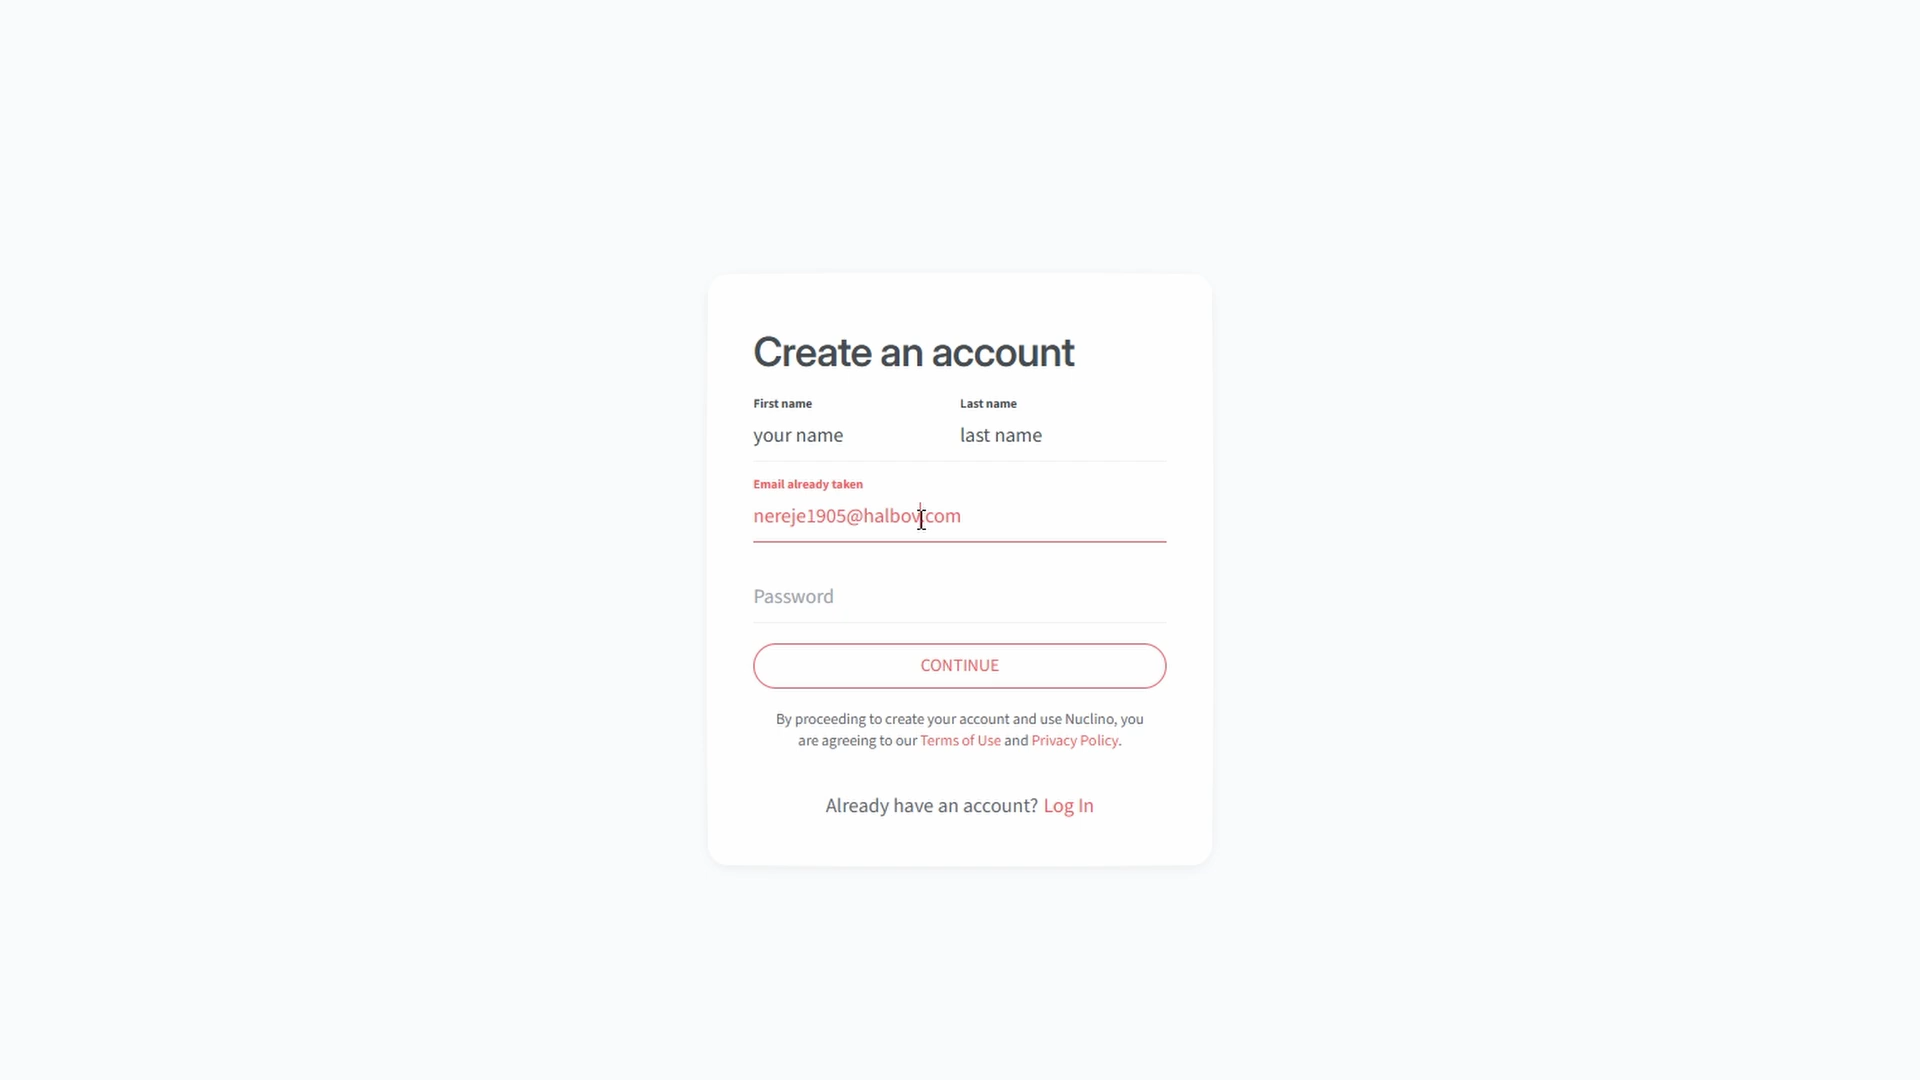 Create an account
First name Last name
your name last name
Email already taken
nereje1905@halbov.com
Password
CONTINUE
By proceeding to create your account and use Nuclino, you
are agreeing to our Terms of Use and Privacy Policy.
Already have an account? Log In